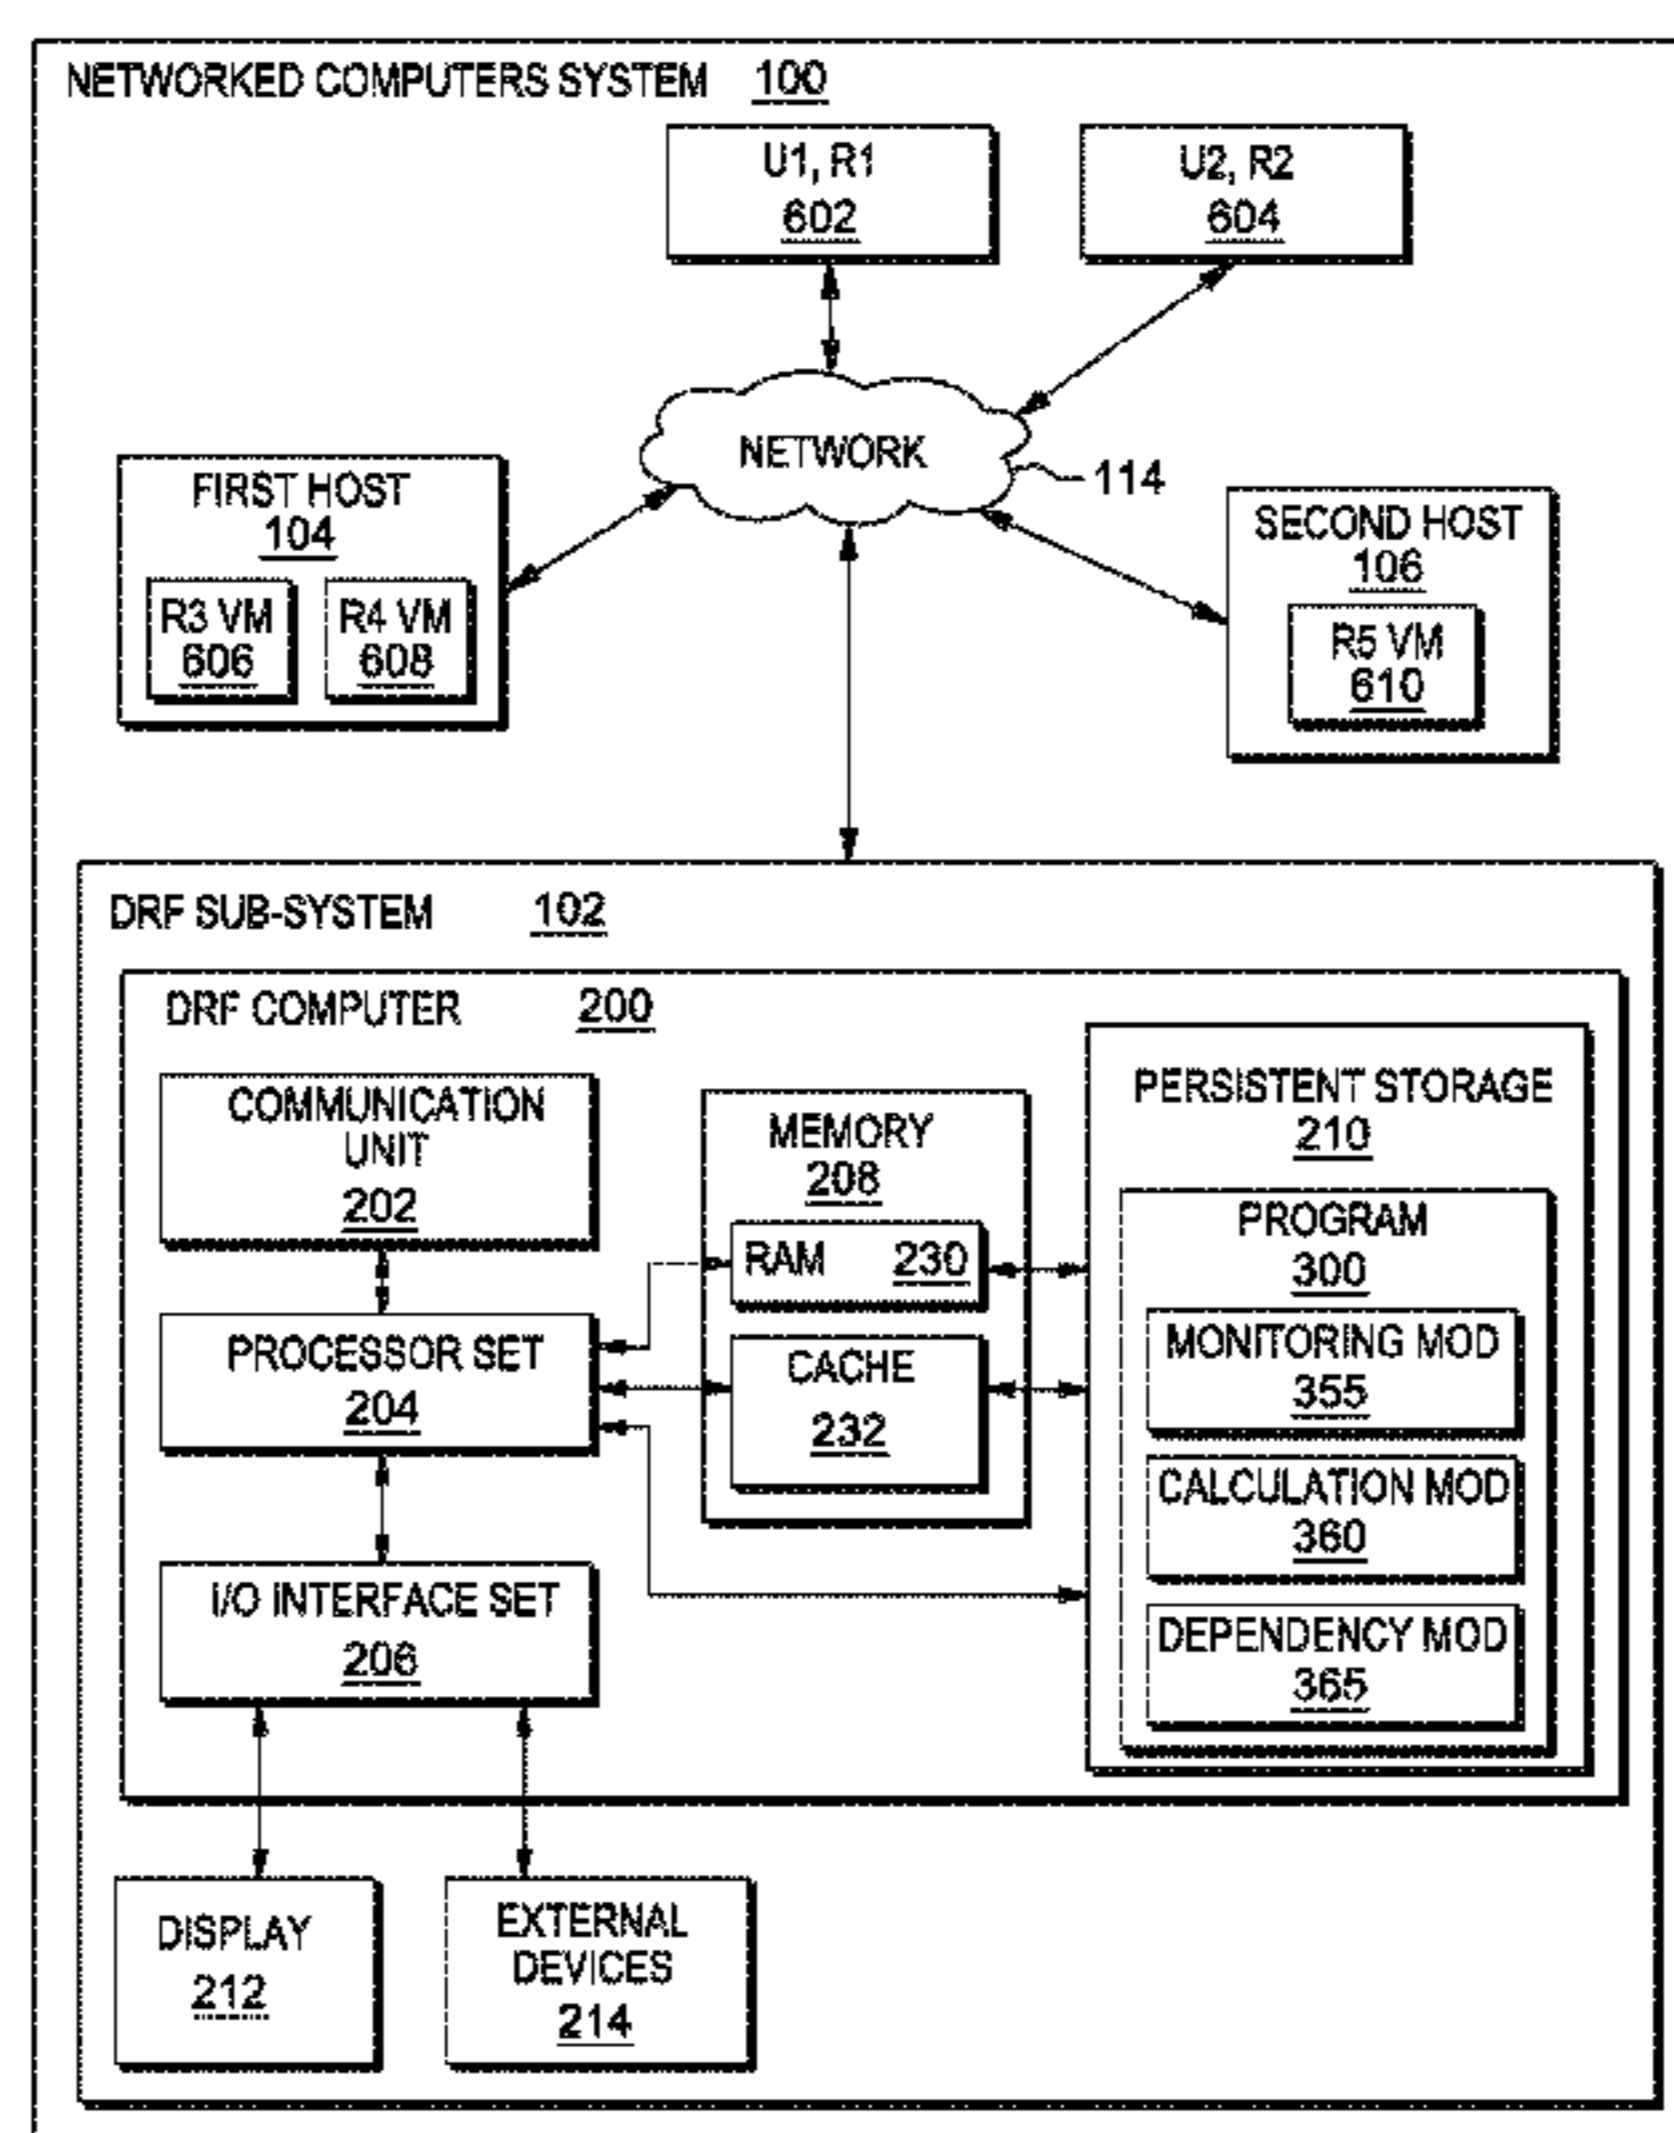 NETWORKED COMPUTERS SYSTEM 100
U1, R1
602
U2, R2
604
NETWORK
114
FIRST HOST
104
R3 VM
606
R4 VM
608
SECOND HOST
106
R5 VM
610
DRF SUB-SYSTEM 102
DRF COMPUTER 200
COMMUNICATION
UNIT
202
PROCESSOR SET
204
I/O INTERFACE SET
206
MEMORY
208
RAM 230
CACHE
232
PERSISTENT STORAGE
210
PROGRAM
300
MONITORING MOD
355
CALCULATION MOD
360
DEPENDENCY MOD
365
DISPLAY
212
EXTERNAL
DEVICES
214